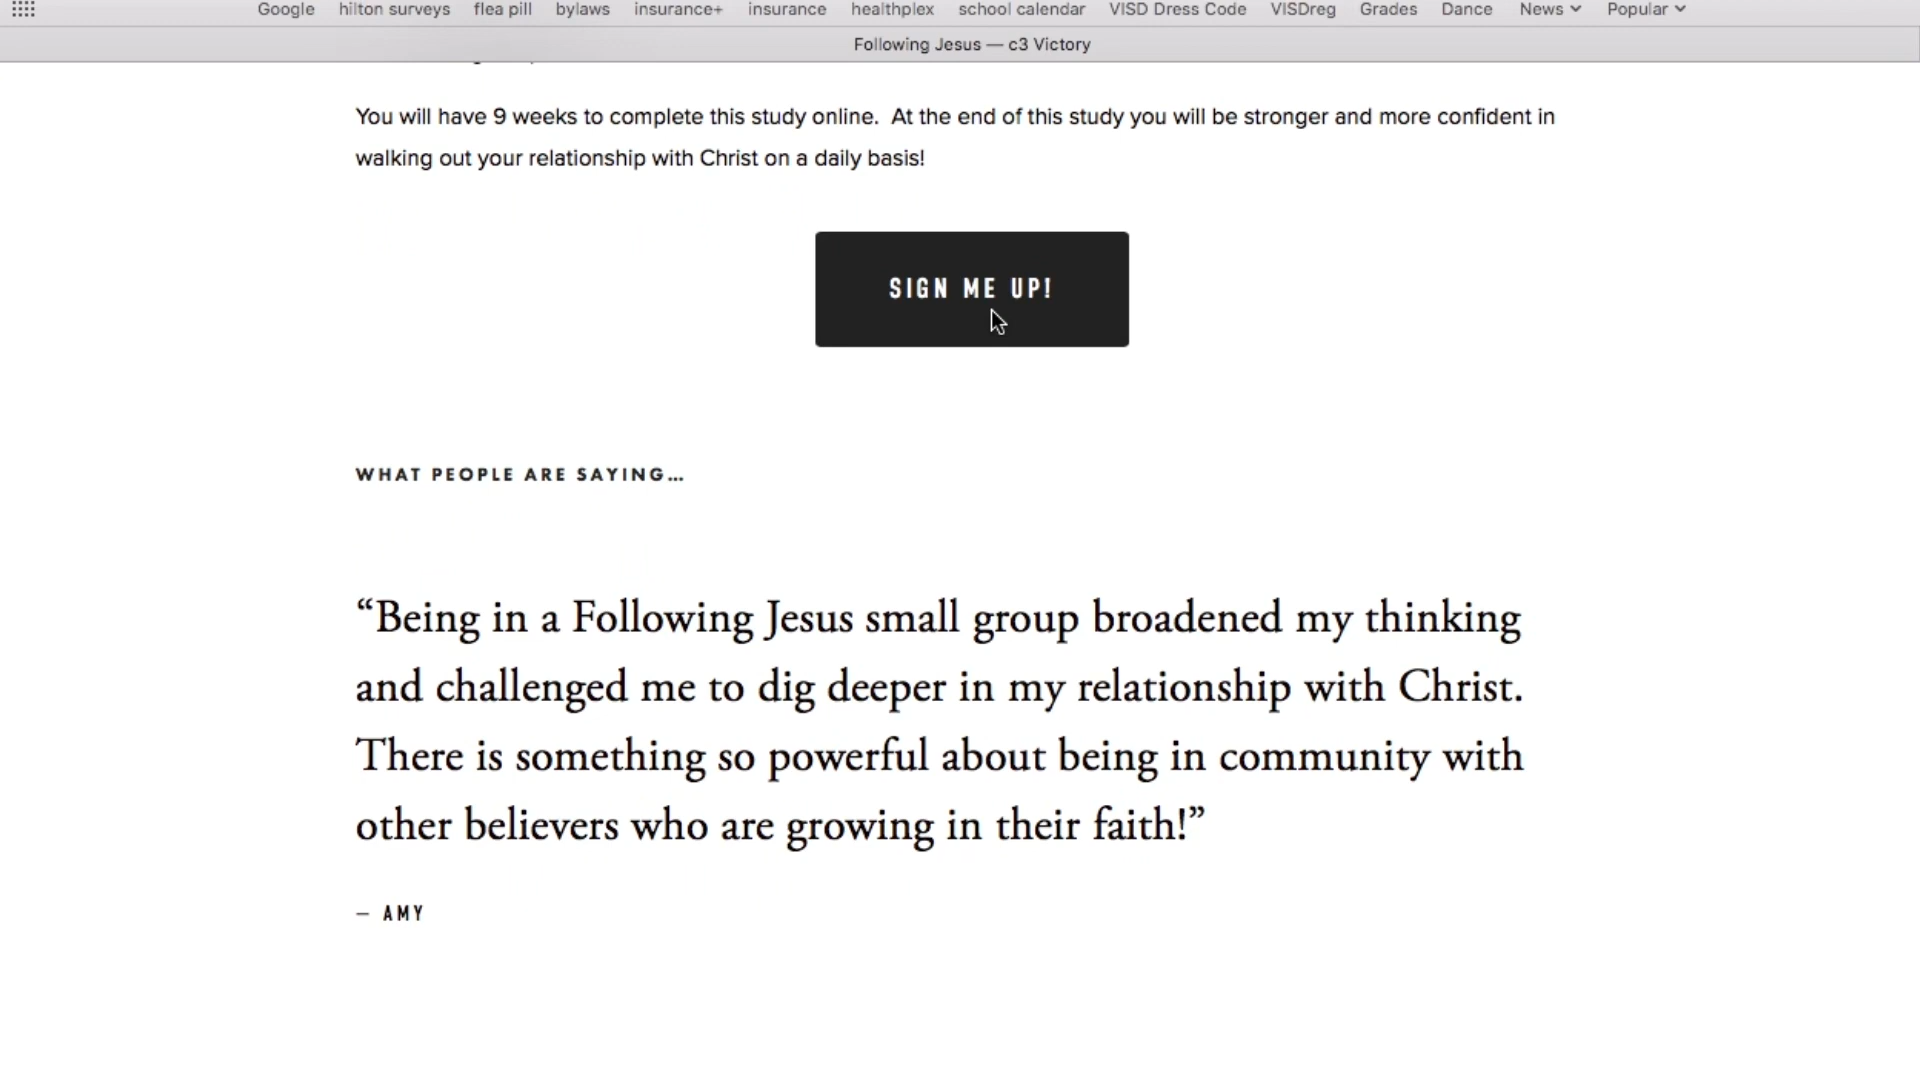 Google hilton surveys flea pill bylaws insurance+ insurance healthplex school calendar VISD Dress Code VISDreg Grades Dance News Popular
Following Jesus — c3 Victory
You will have 9 weeks to complete this study online. At the end of this study you will be stronger and more confident in
walking out your relationship with Christ on a daily basis!
SIGN ME UP!
WHAT PEOPLE ARE SAYING...
“Being in a Following Jesus small group broadened my thinking
and challenged me to dig deeper in my relationship with Christ.
There is something so powerful about being in community with
other believers who are growing in their faith!”
– AMY